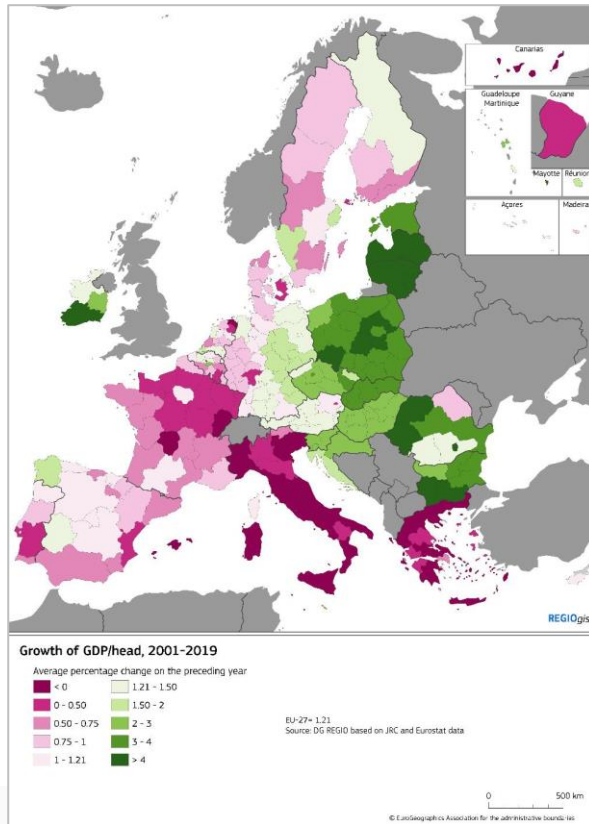 Canarias
Guadeloupe
Martinique
Guyane
Mayotte
Réunion
Açores
Madeira
REGIOgis
Growth of GDP/head, 2001-2019
Average percentage change on the preceding year
< 0
0 - 0.50
0.50 - 0.75
0.75 - 1
1 - 1.21
1.21 - 1.50
1.50 - 2
2 - 3
3 - 4
> 4
EU-27= 1.21
Source: DG REGIO based on JRC and Eurostat data
0 500 km
© EuroGeographics Association for the administrative boundaries